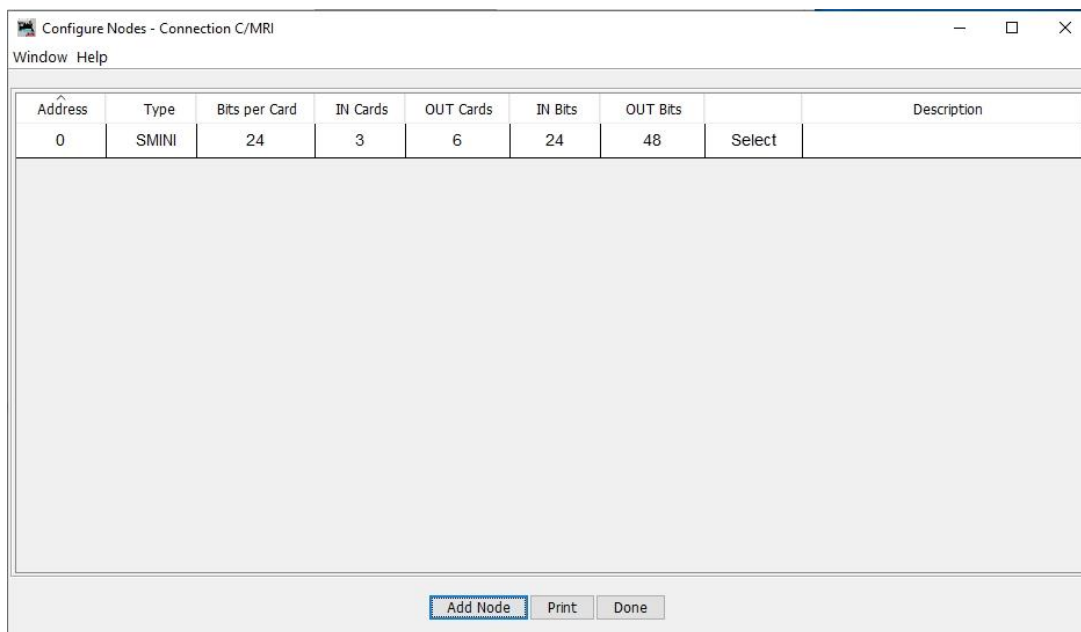 Configure Nodes - Connection C/MRI
Window Help
Address Type Bits per Card IN Cards OUT Cards IN Bits OUT Bits Description
0 SMINI 24 3 6 24 48 Select
Add Node Print Done